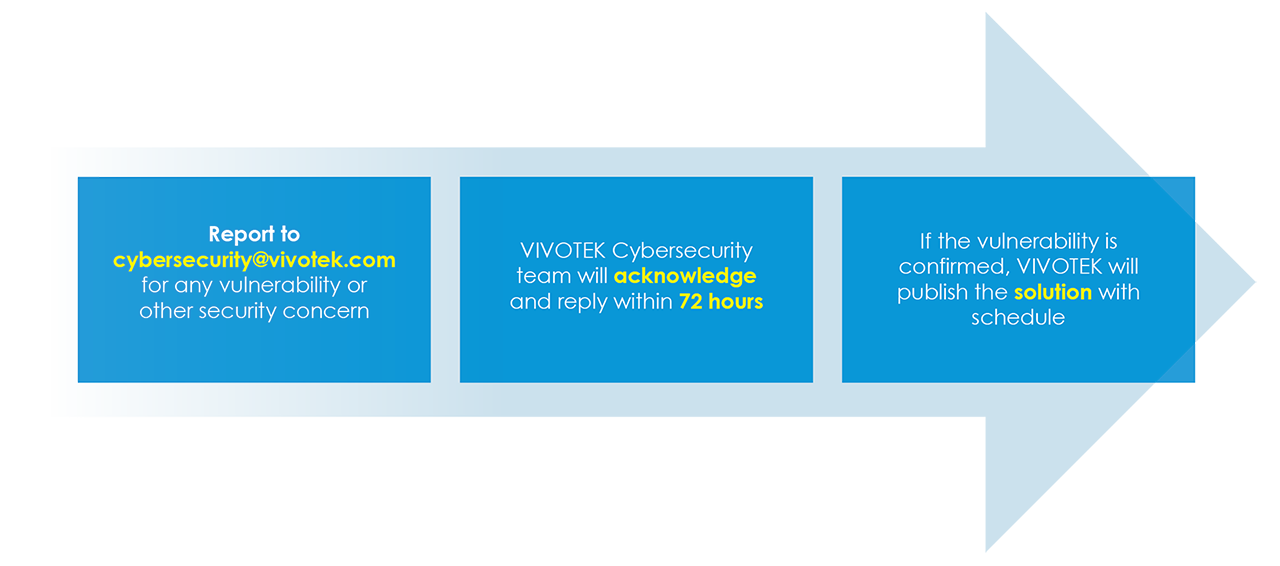 Report to
cybersecurity@vivotek.com
for any vulnerability or
other security concern
VIVOTEK Cybersecurity
team will acknowledge
and reply within 72 hours
If the vulnerability is
confirmed, VIVOTEK will
publish the solution with
schedule